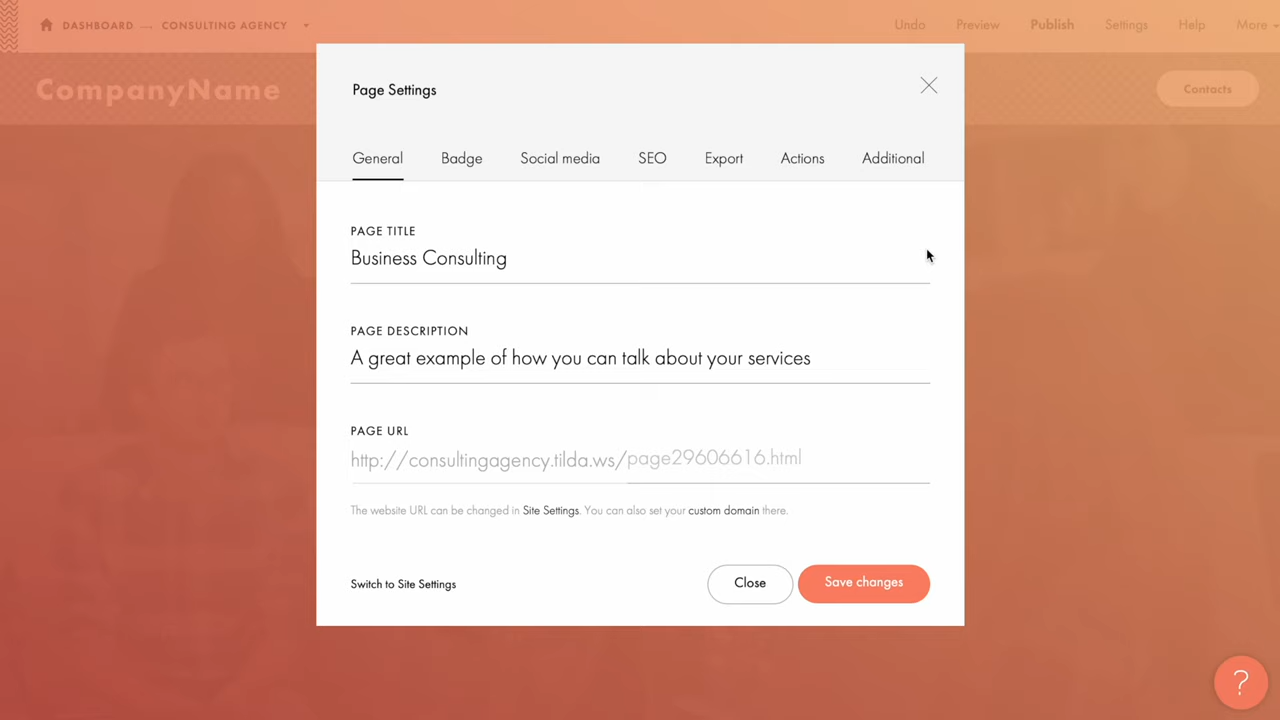 DASHBOARD — CONSULTING AGENCY
Undo Preview Publish Settings Help More
CompanyName
Contacts
Page Settings
General Badge Social media SEO Export Actions Additional
PAGE TITLE
Business Consulting
PAGE DESCRIPTION
A great example of how you can talk about your services
PAGE URL
http://consultingagency.tilda.ws/page29606616.html
The website URL can be changed in Site Settings. You can also set your custom domain there.
Switch to Site Settings
Close
Save changes
?